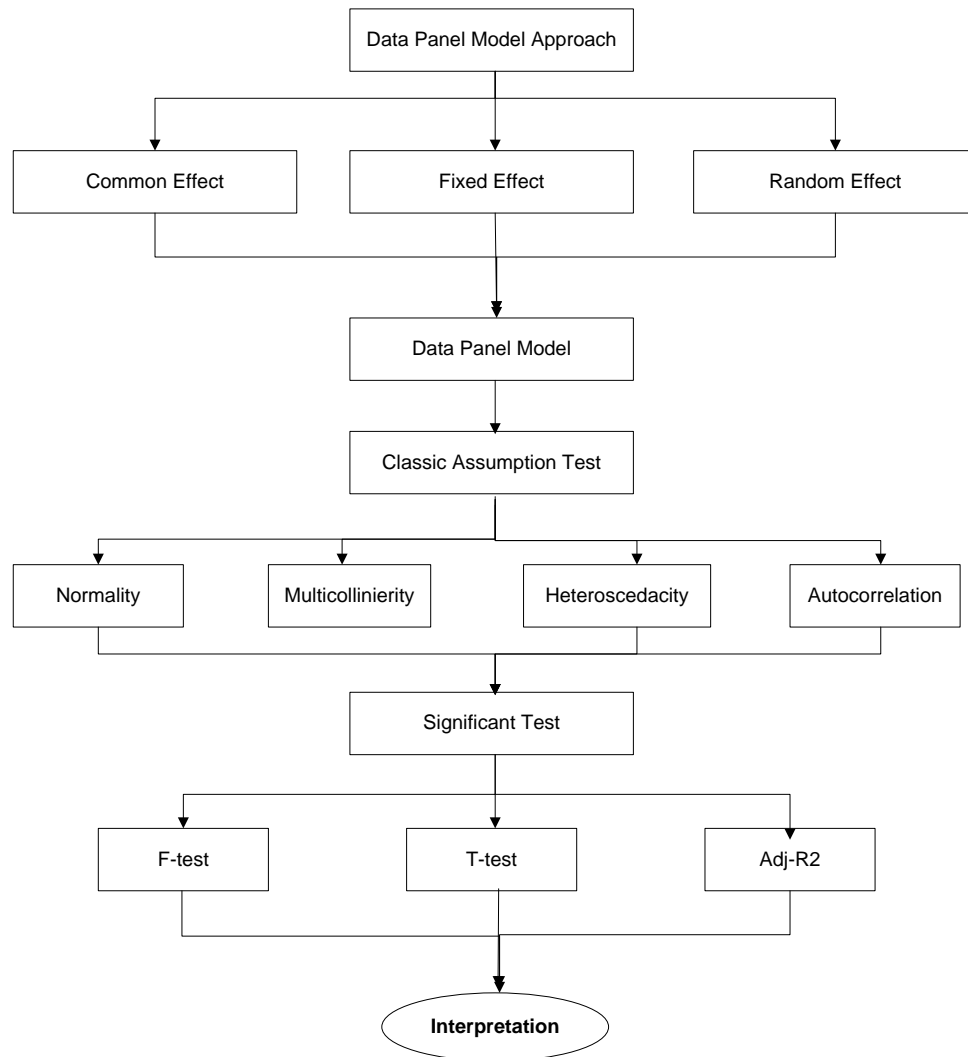 Data Panel Model Approach
Common Effect
Fixed Effect
Random Effect
Data Panel Model
Classic Assumption Test
Normality
Multicollinierity
Heteroscedacity
Autocorrelation
Significant Test
F-test
T-test
Adj-R2
Interpretation